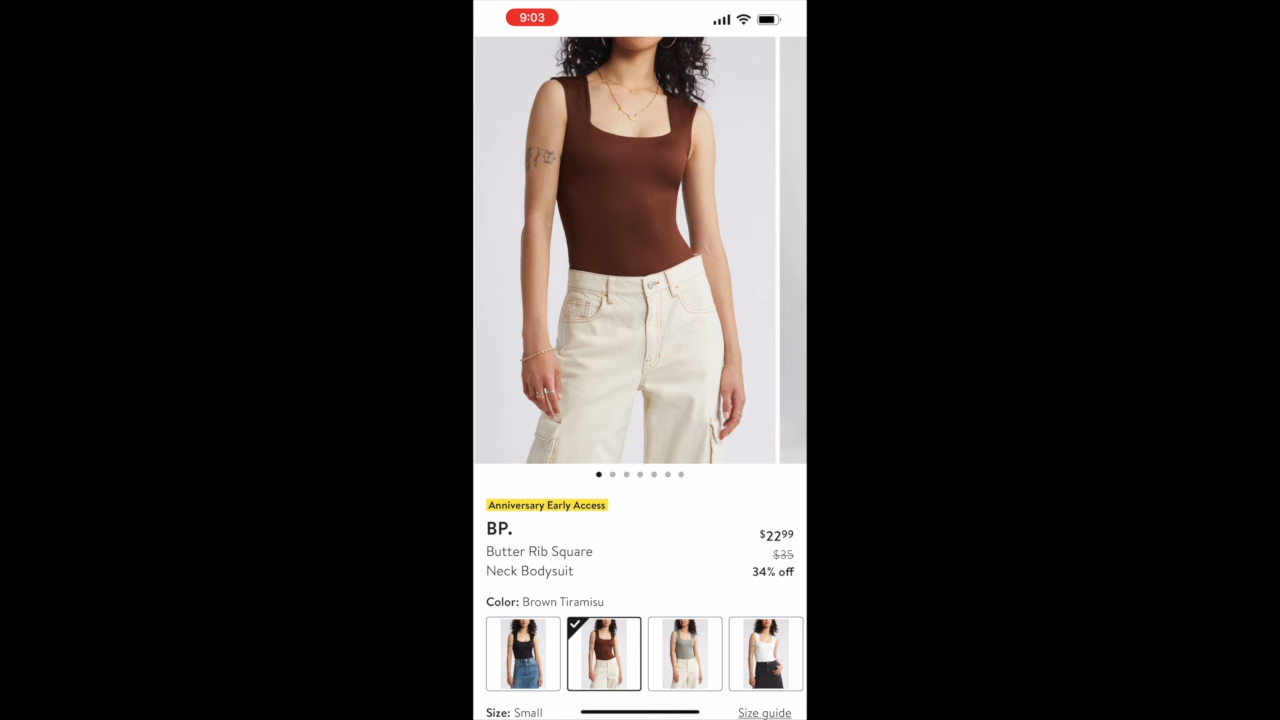 9:03
Anniversary Early Access
BP.
$22.99
Butter Rib Square
$35
Neck Bodysuit
34% off
Color: Brown Tiramisu
Size: Small
Size guide